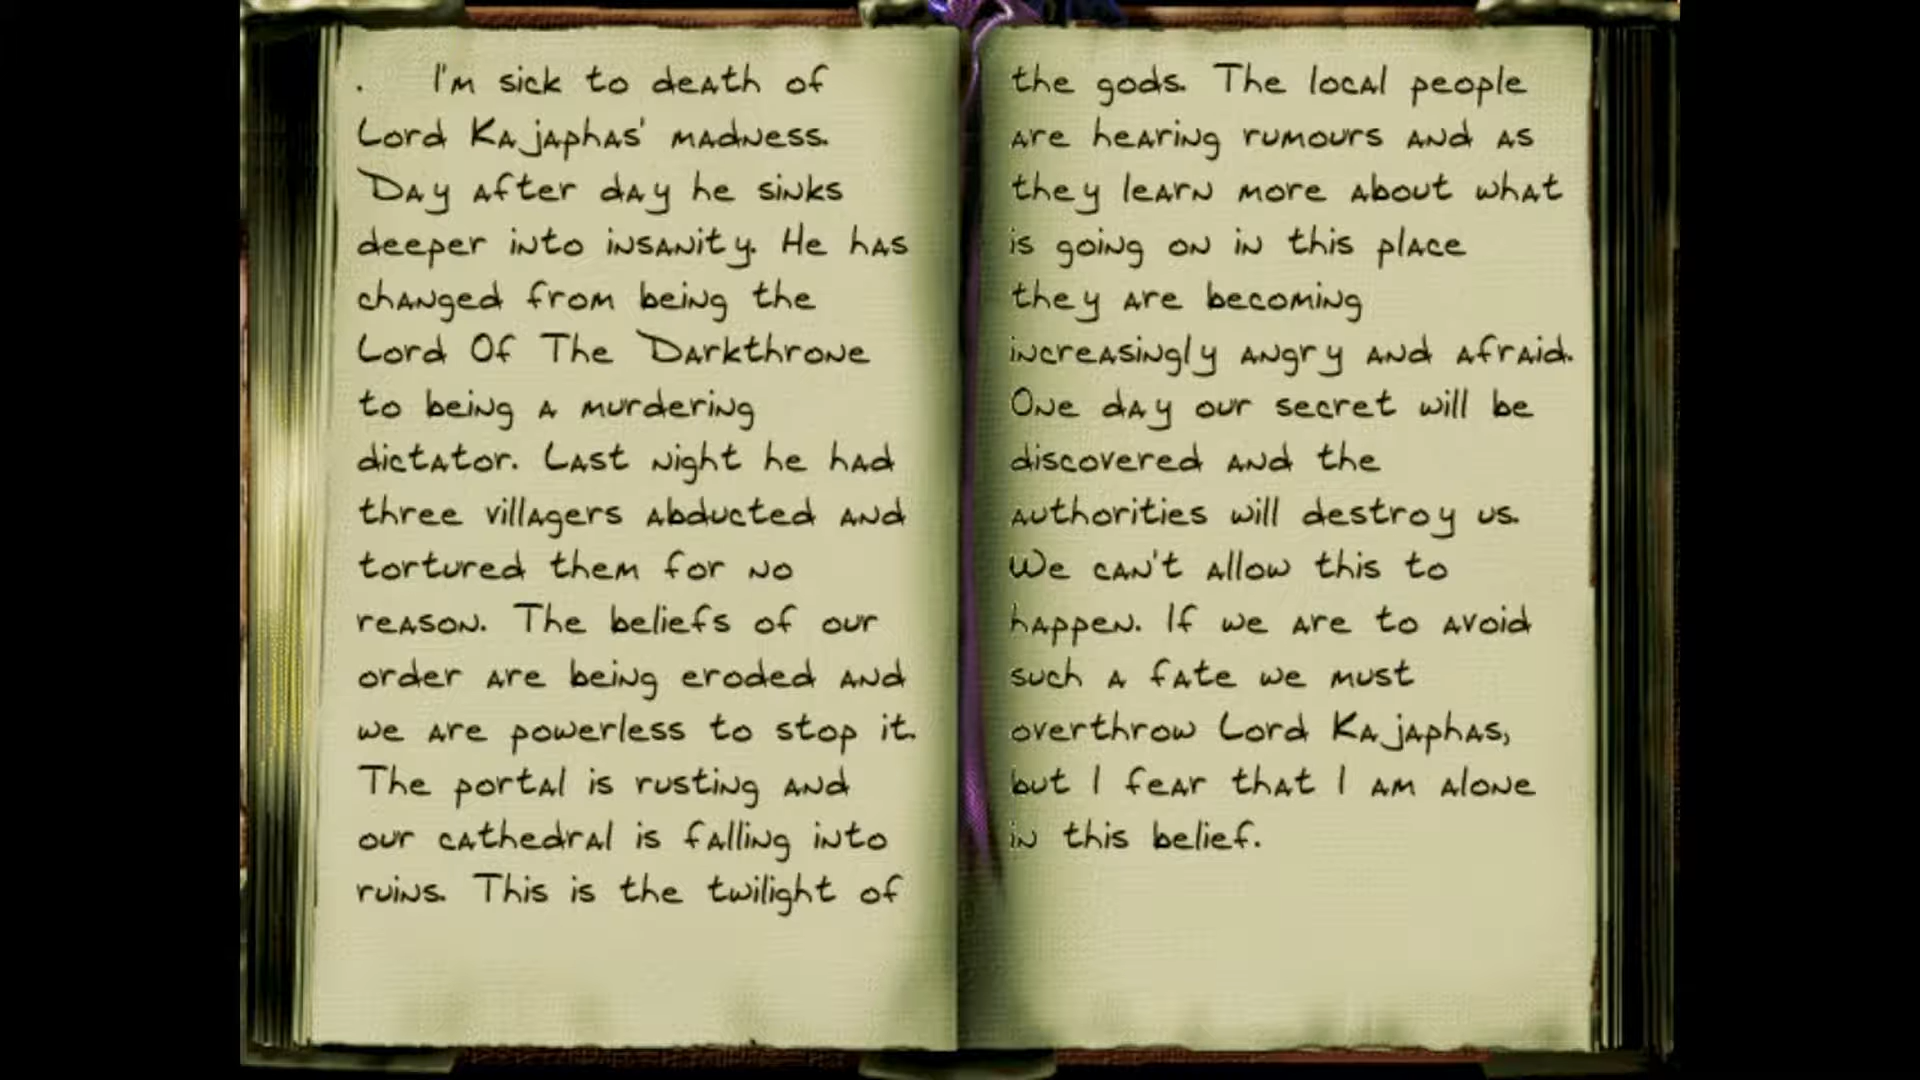 . I'm sick to death of
Lord Kajaphas' madness.
Day after day he sinks
deeper into insanity. He has
changed from being the
Lord Of The Darkthrone
to being a murdering
dictator. Last night he had
three villagers abducted and
tortured them for no
reason. The beliefs of our
order are being eroded and
we are powerless to stop it.
The portal is rusting and
our cathedral is falling into
ruins. This is the twilight of
the gods. The local people
are hearing rumours and as
they learn more about what
is going on in this place
they are becoming
increasingly angry and afraid.
One day our secret will be
discovered and the
authorities will destroy us.
We can't allow this to
happen. If we are to avoid
such a fate we must
overthrow Lord Kajaphas,
but I fear that I am alone
in this belief.